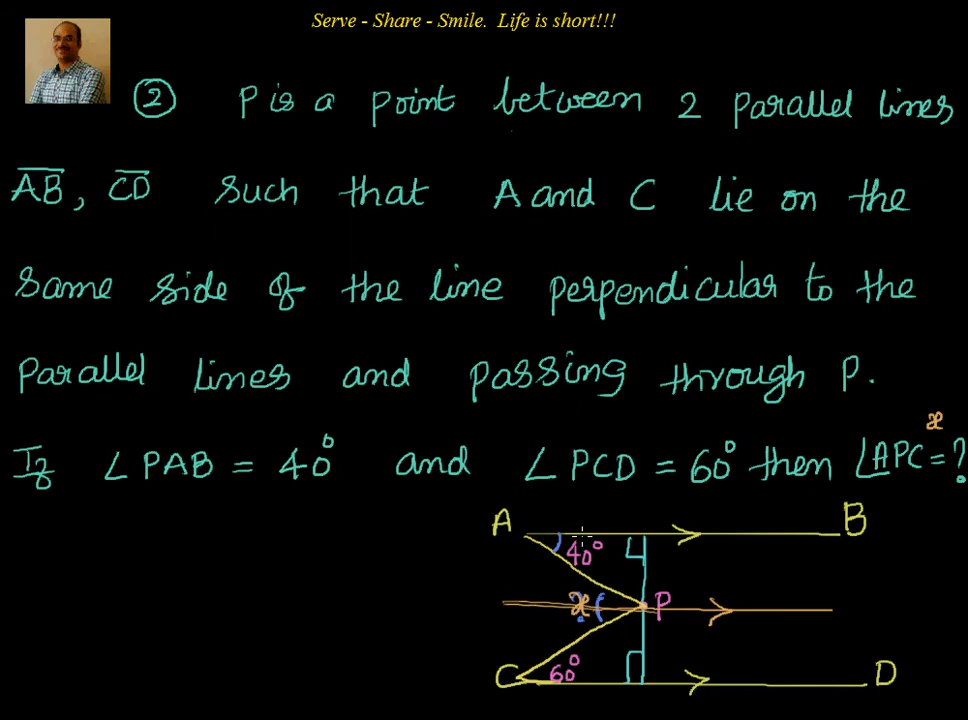 Serve - Share - Smile. Life is short!!!
② P is a point between 2 parallel lines
A̅B̅, C̅D̅ such that A and C lie on the
same side of the line perpendicular to the
parallel lines and passing through P.
x
If ∠PAB = 40° and ∠PCD = 60° then ∠APC = ?
A B
40°
x ? P
60°
C D